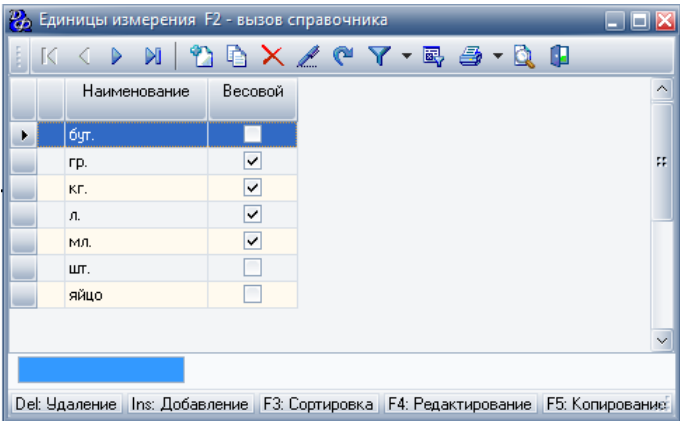 Единицы измерения F2 - вызов справочника
Наименование Весовой
бут.
гр.
кг.
л.
мл.
шт.
яйцо
Del: Удаление Ins: Добавление F3: Сортировка F4: Редактирование F5: Копирование